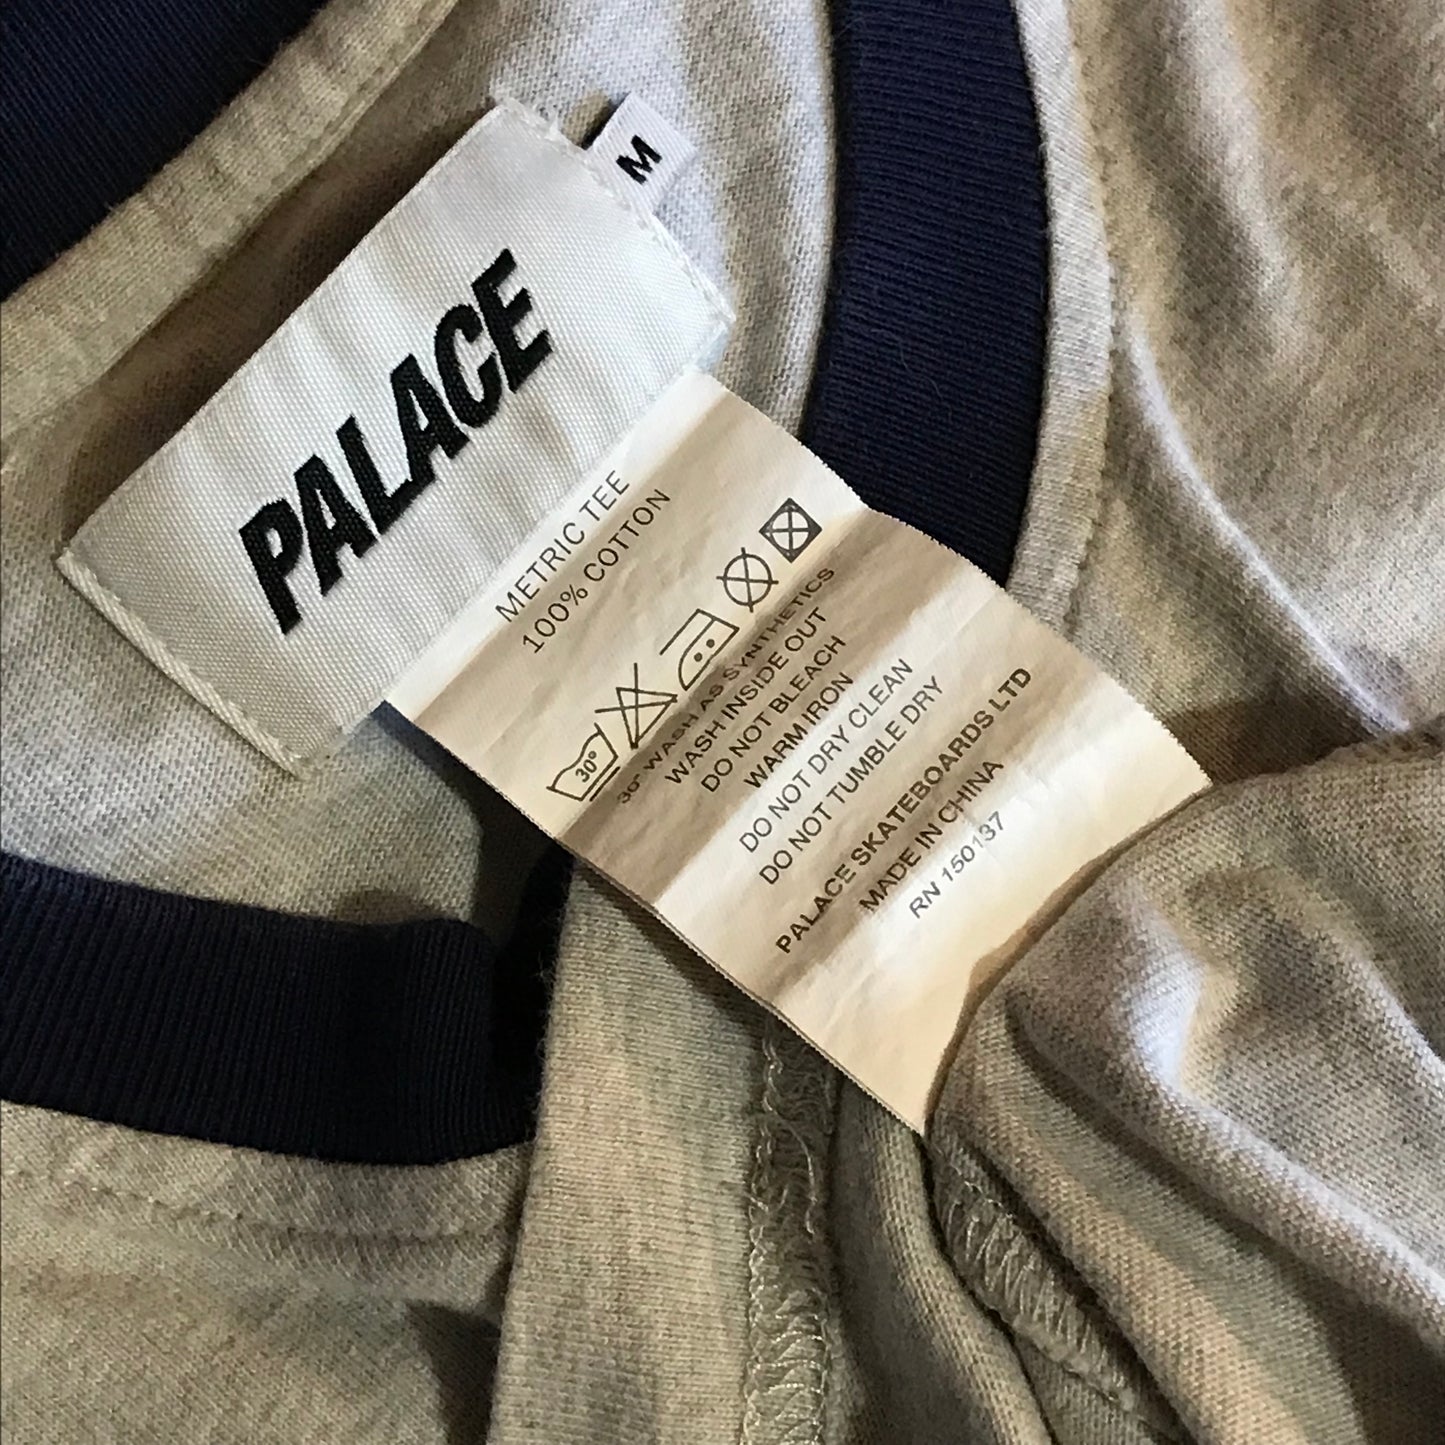 M
PALACE
METRIC TEE
100% COTTON
30°
30° WASH AS SYNTHETICS
WASH INSIDE OUT
DO NOT BLEACH
WARM IRON
DO NOT DRY CLEAN
DO NOT TUMBLE DRY
PALACE SKATEBOARDS LTD
MADE IN CHINA
RN 150137